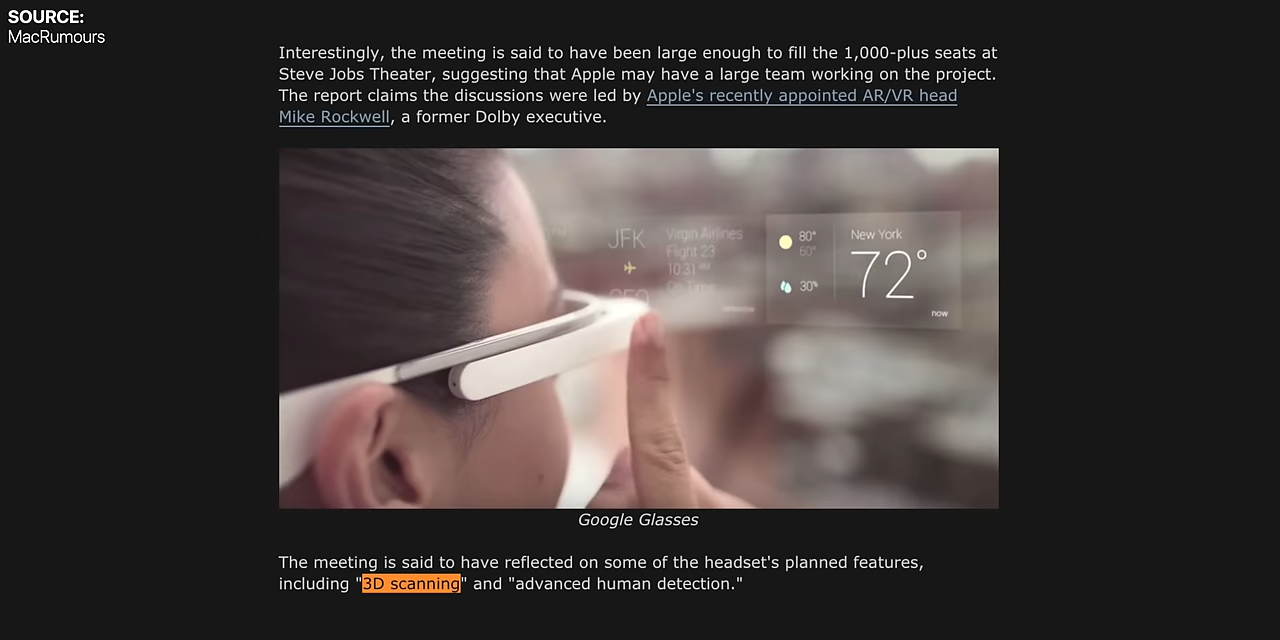 SOURCE:
MacRumours
Interestingly, the meeting is said to have been large enough to fill the 1,000-plus seats at
Steve Jobs Theater, suggesting that Apple may have a large team working on the project.
The report claims the discussions were led by Apple's recently appointed AR/VR head
Mike Rockwell, a former Dolby executive.
JFK
Virgin Airlines
Flight 23
10:31 AM
On Time
SFO
80°
60°
30%
New York
72°
now
Google Glasses
The meeting is said to have reflected on some of the headset's planned features,
including "3D scanning" and "advanced human detection."